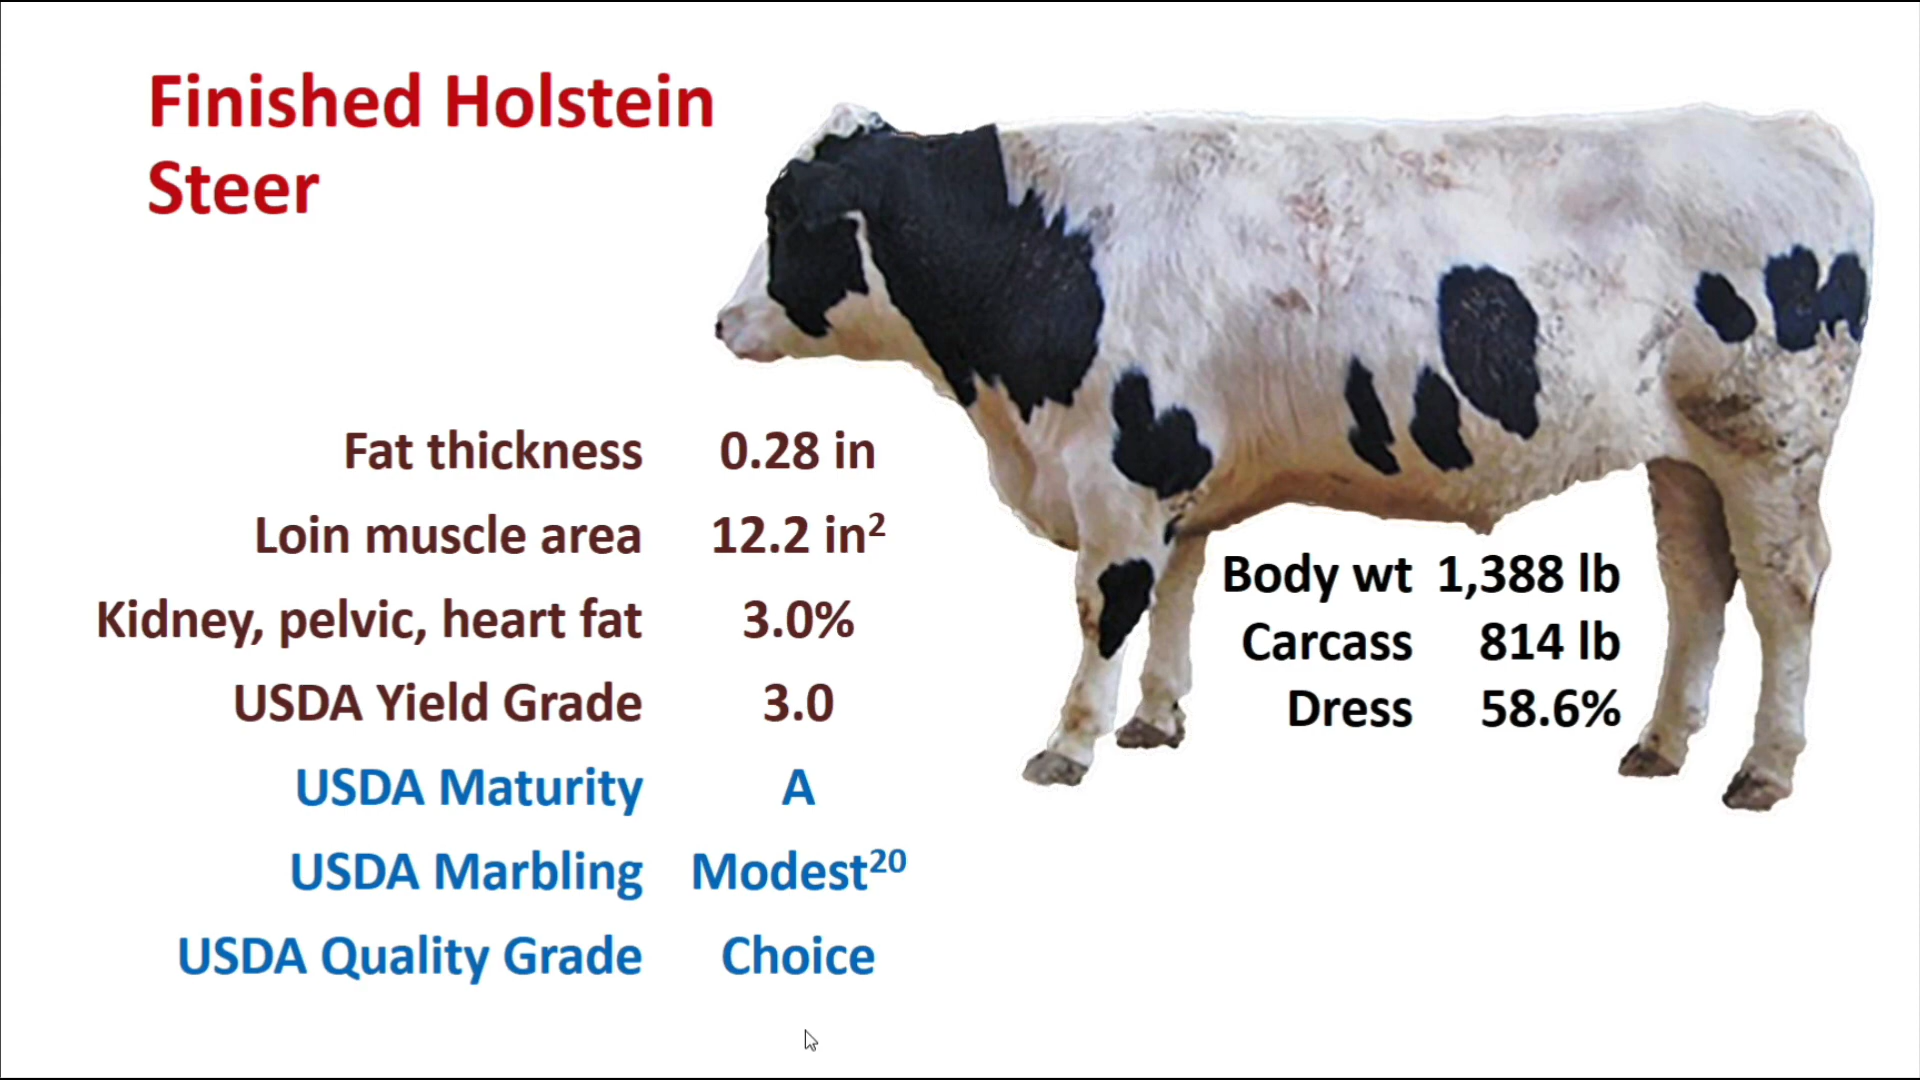 Finished Holstein
Steer
Fat thickness 0.28 in
Loin muscle area 12.2 in²
Kidney, pelvic, heart fat 3.0%
USDA Yield Grade 3.0
USDA Maturity A
USDA Marbling Modest²⁰
USDA Quality Grade Choice
Body wt 1,388 lb
Carcass 814 lb
Dress 58.6%